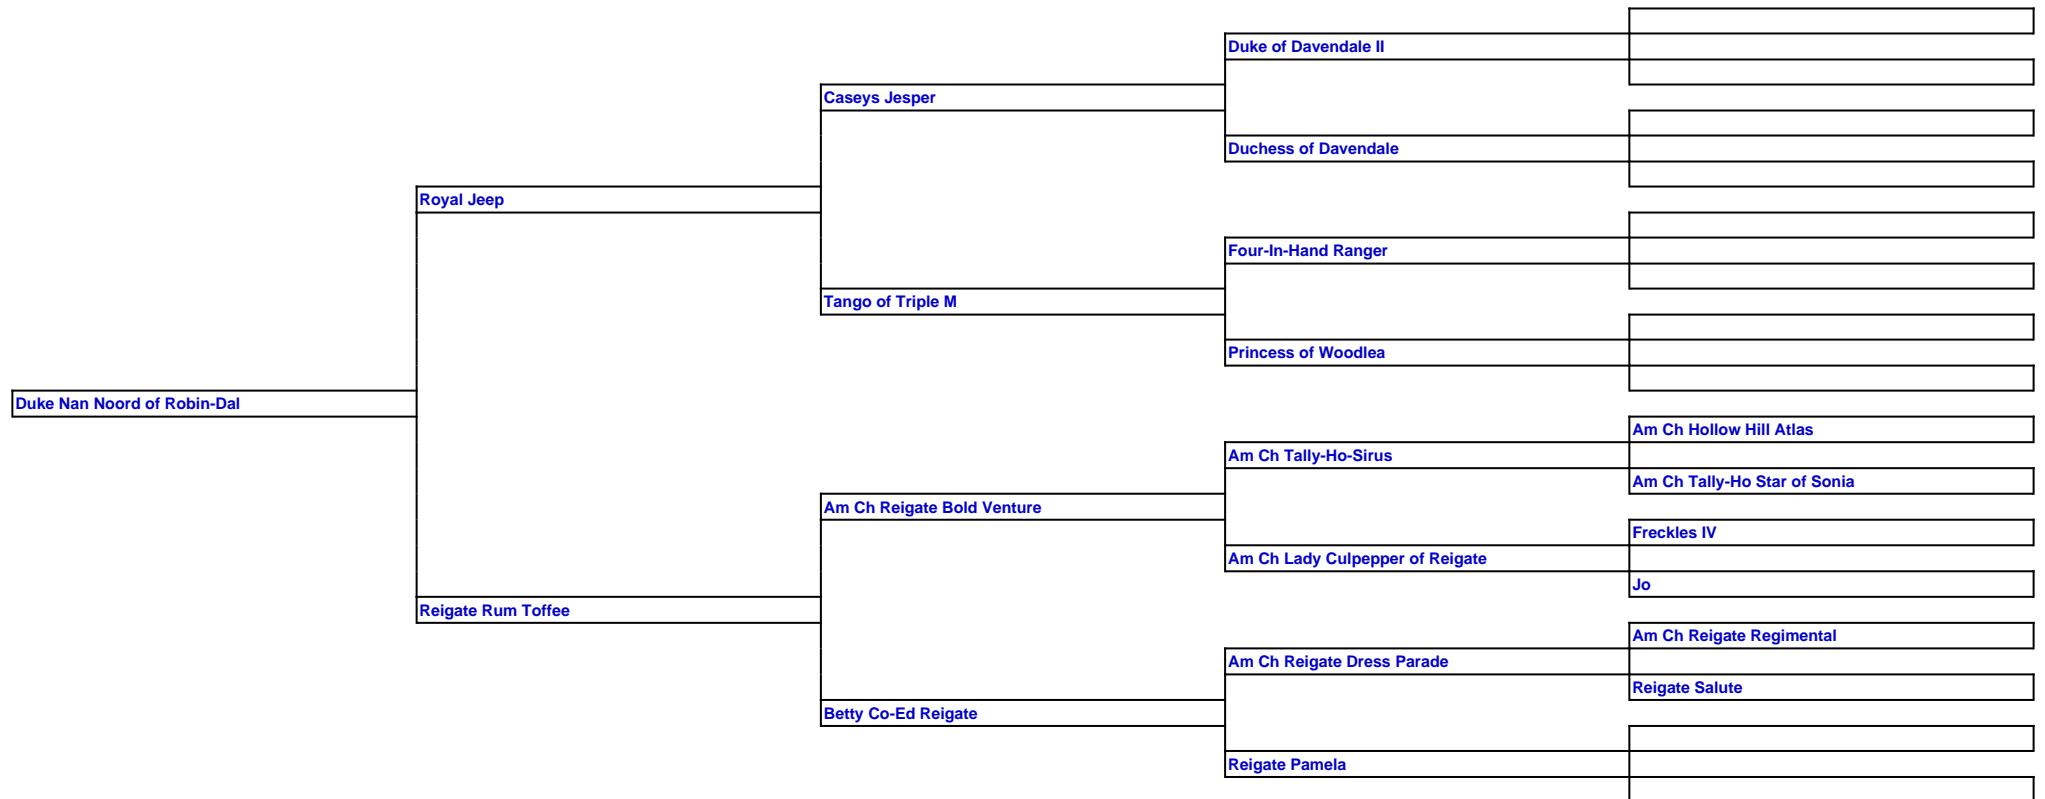 Duke of Davendale II
Caseys Jesper
Duchess of Davendale
Royal Jeep
Four-In-Hand Ranger
Tango of Triple M
Princess of Woodlea
Duke Nan Noord of Robin-Dal
Am Ch Hollow Hill Atlas
Am Ch Tally-Ho-Sirus
Am Ch Tally-Ho Star of Sonia
Am Ch Reigate Bold Venture
Freckles IV
Am Ch Lady Culpepper of Reigate
Jo
Reigate Rum Toffee
Am Ch Reigate Regimental
Am Ch Reigate Dress Parade
Reigate Salute
Betty Co-Ed Reigate
Reigate Pamela